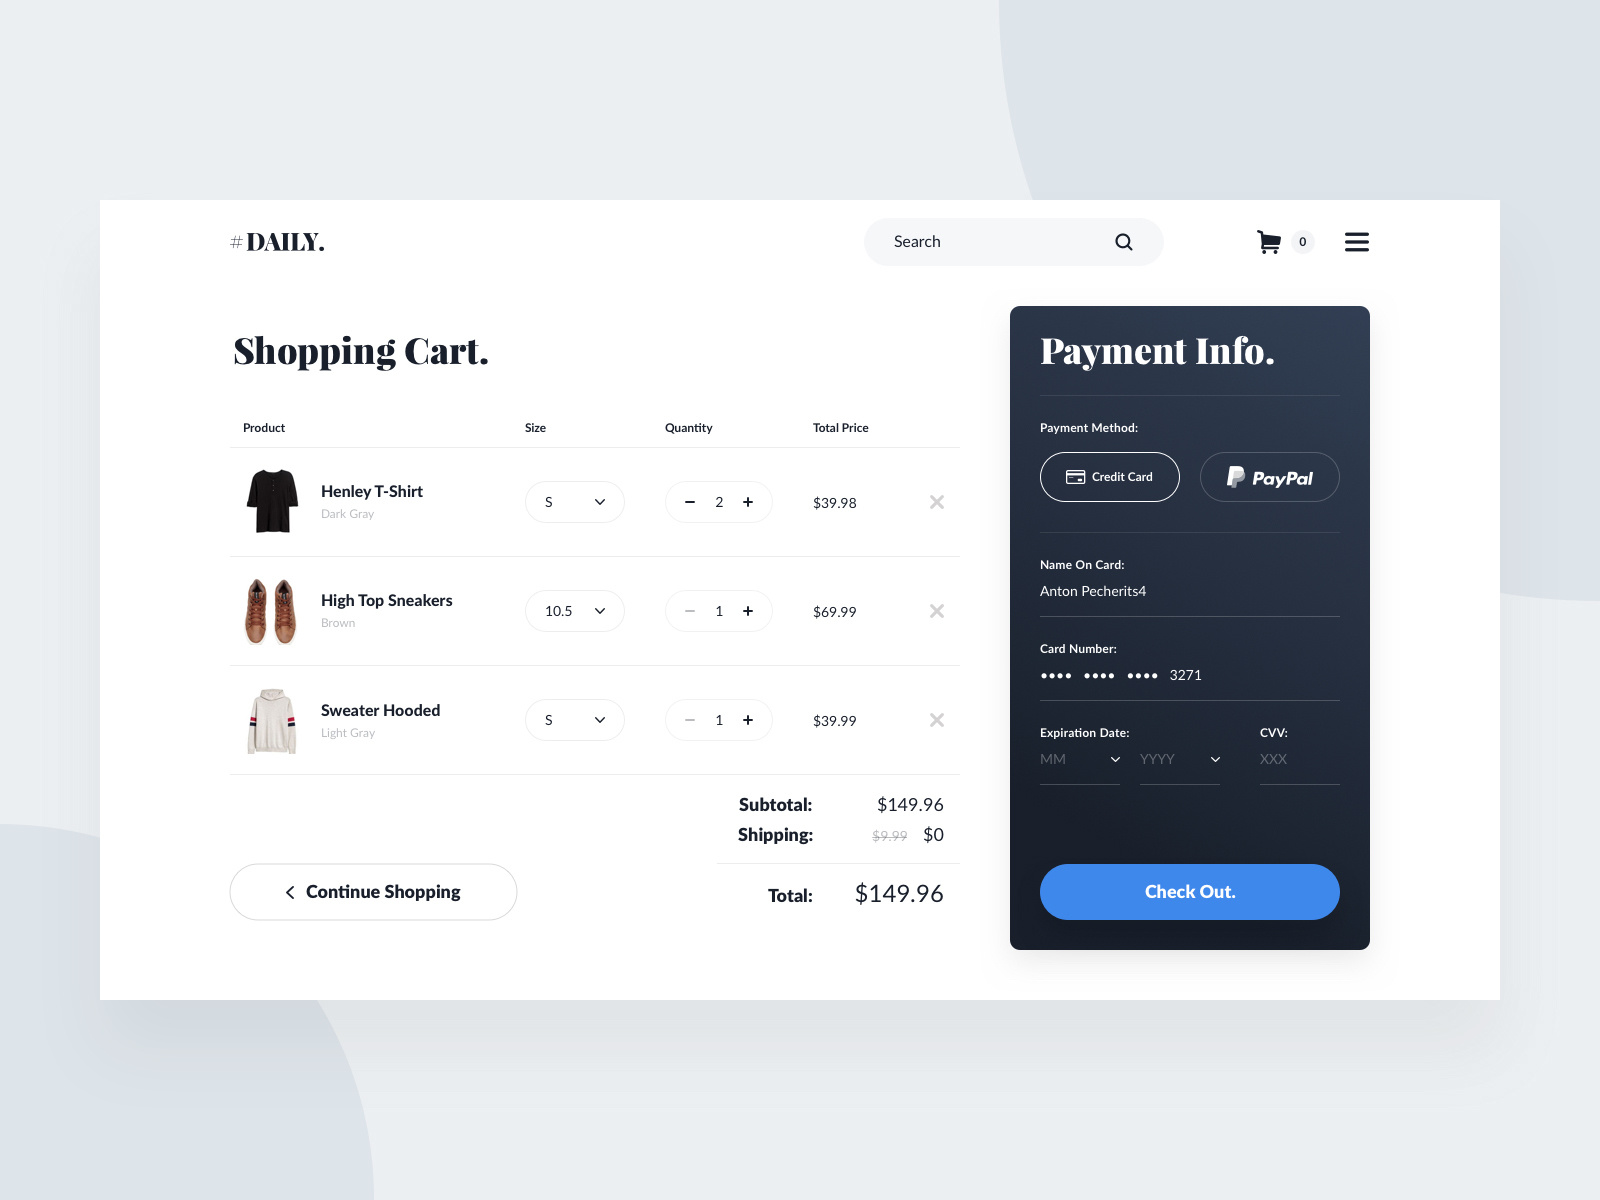 #DAILY.
Search
0
Shopping Cart.
Product Size Quantity Total Price
Henley T-Shirt
Dark Gray
S
2
$39.98
High Top Sneakers
Brown
10.5
1
$69.99
Sweater Hooded
Light Gray
S
1
$39.99
Subtotal: $149.96
Shipping: $9.99 $0
Total: $149.96
Continue Shopping
Payment Info.
Payment Method:
Credit Card
PayPal
Name On Card:
Anton Pecherits4
Card Number:
•••• •••• •••• 3271
Expiration Date: CVV:
MM YYYY XXX
Check Out.